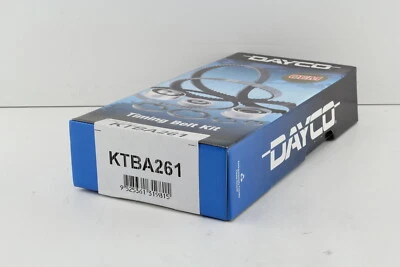 DAYCO
Timing Belt Kit
DAYCO
KTBA261
KTBA261